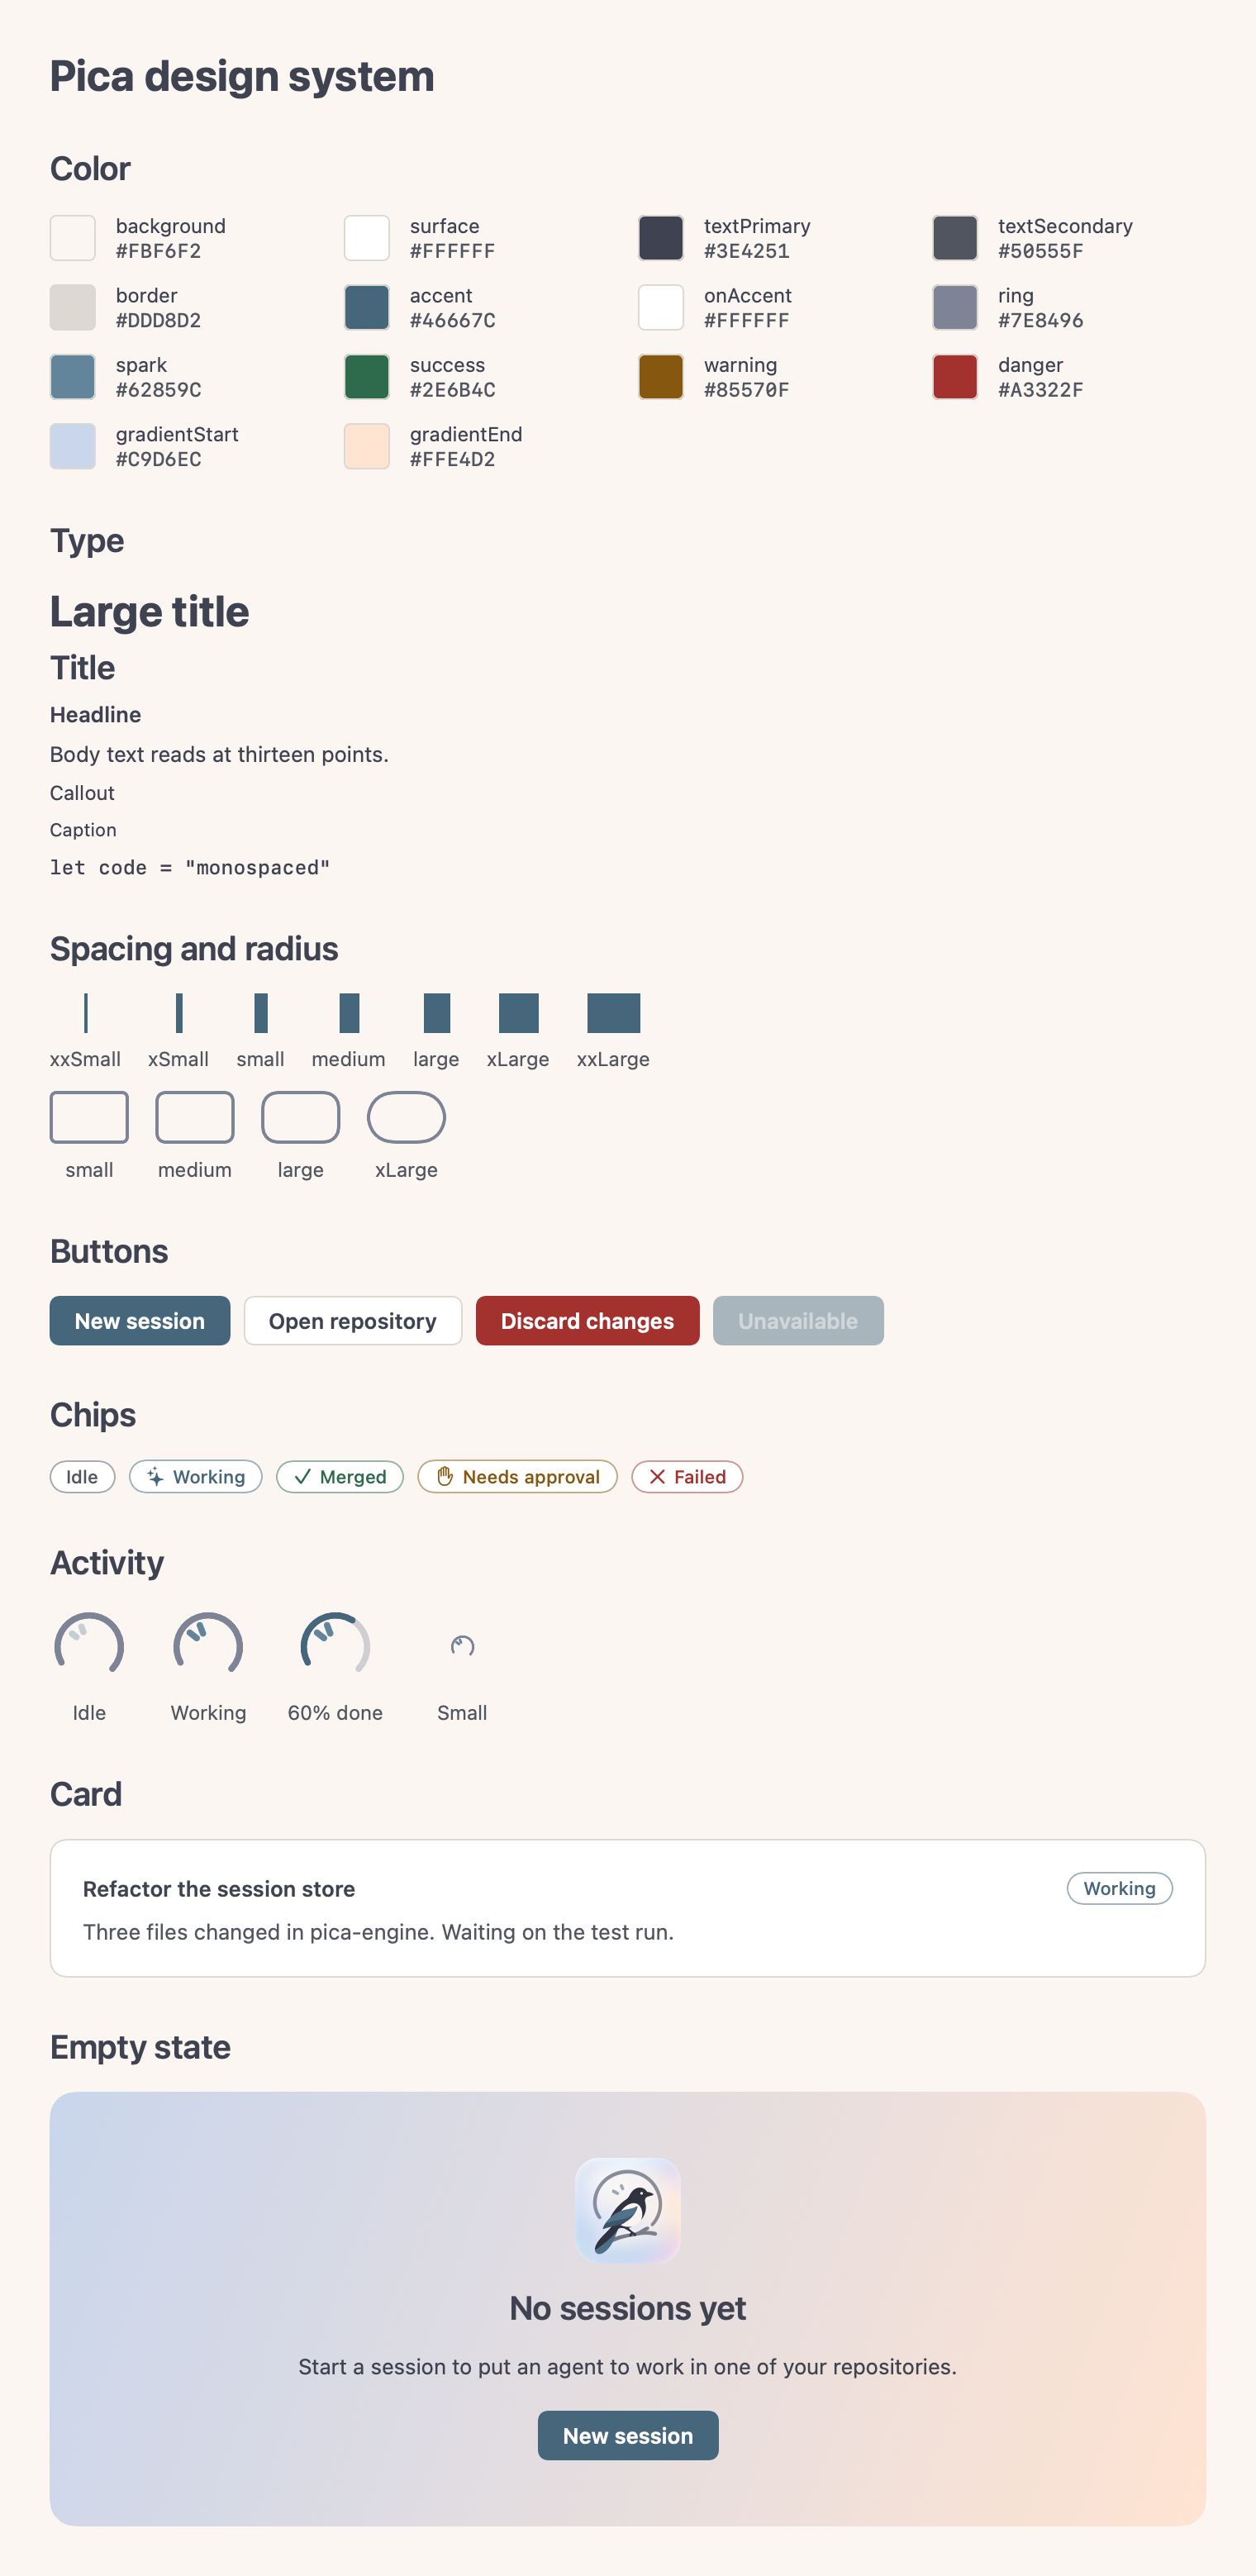 Pica design system
Color
background
#FBF6F2
surface
#FFFFFF
textPrimary
#3E4251
textSecondary
#50555F
border
#DDD8D2
accent
#46667C
onAccent
#FFFFFF
ring
#7E8496
spark
#62859C
success
#2E6B4C
warning
#85570F
danger
#A3322F
gradientStart
#C9D6EC
gradientEnd
#FFE4D2
Type
Large title
Title
Headline
Body text reads at thirteen points.
Callout
Caption
let code = "monospaced"
Spacing and radius
xxSmall xSmall small medium large xLarge xxLarge
small medium large xLarge
Buttons
New session Open repository Discard changes Unavailable
Chips
Idle Working Merged Needs approval Failed
Activity
Idle Working 60% done Small
Card
Refactor the session store
Working
Three files changed in pica-engine. Waiting on the test run.
Empty state
No sessions yet
Start a session to put an agent to work in one of your repositories.
New session